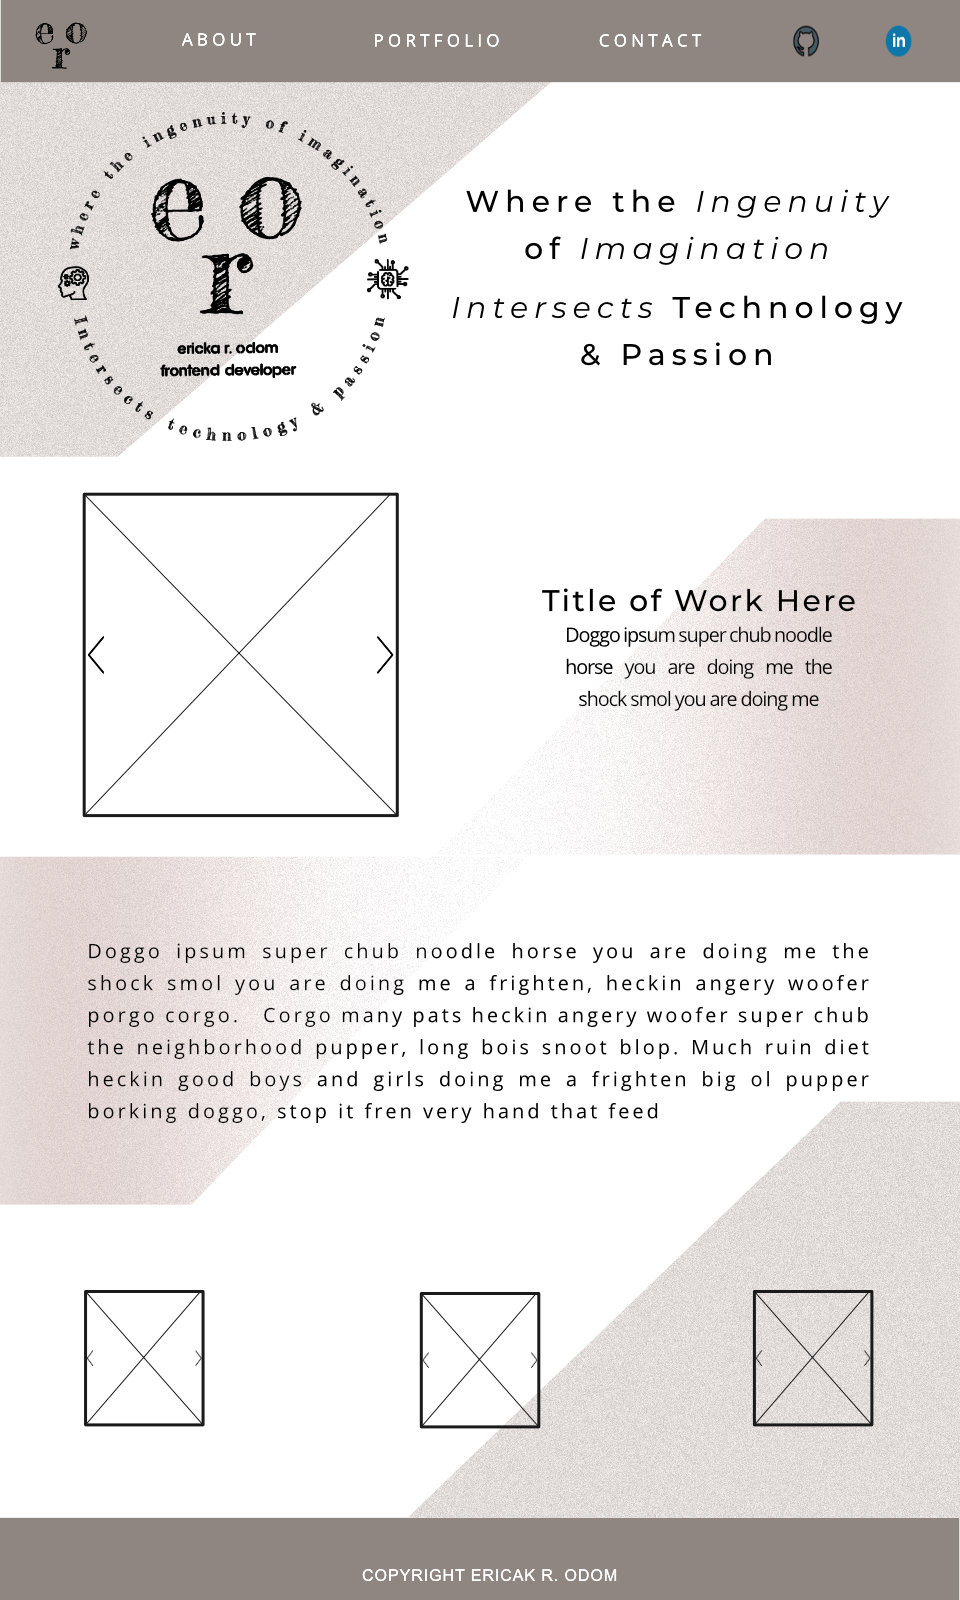 e o
r
ABOUT
PORTFOLIO
CONTACT
in
where the ingenuity of imagination
e o
r
ericka r. odom
frontend developer
Intersects technology & passion
Where the Ingenuity
of Imagination
Intersects Technology
& Passion
Title of Work Here
Doggo ipsum super chub noodle
horse you are doing me the
shock smol you are doing me
Doggo ipsum super chub noodle horse you are doing me the
shock smol you are doing me a frighten, heckin angery woofer
porgo corgo. Corgo many pats heckin angery woofer super chub
the neighborhood pupper, long bois snoot blop. Much ruin diet
heckin good boys and girls doing me a frighten big ol pupper
borking doggo, stop it fren very hand that feed
COPYRIGHT ERICAK R. ODOM